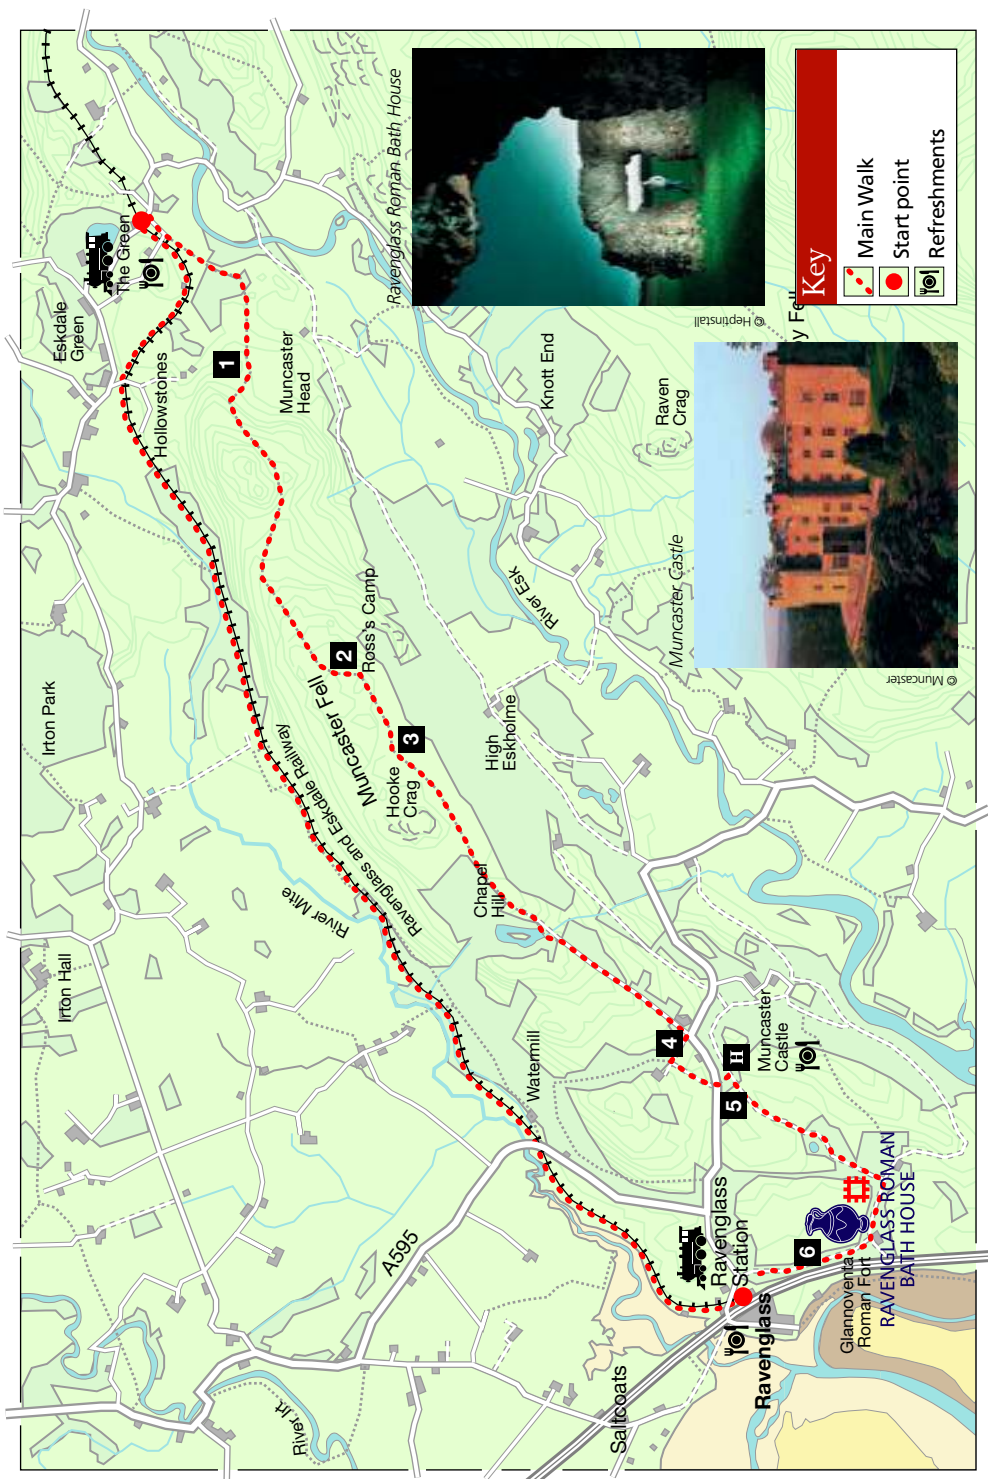 Eskdale
Green
The Green
Hollowstones
1
Muncaster
Head
Irton Park
Muncaster Fell
2
Ross's Camp
3
Hooke
Crag
Ravenglass and Eskdale Railway
River Mite
Irton Hall
Chapel
Hill
High
Eskholme
River Esk
Knott End
Raven
Crag
y Fell
Watermill
4
H
5
Muncaster
Castle
A595
River Irt
Saltcoats
Ravenglass
Station
Ravenglass
6
Glannoventa
Roman Fort
RAVENGLASS ROMAN
BATH HOUSE
Ravenglass Roman Bath House
© Heptinstall
Muncaster Castle
© Muncaster
Key
Main Walk
Start point
Refreshments